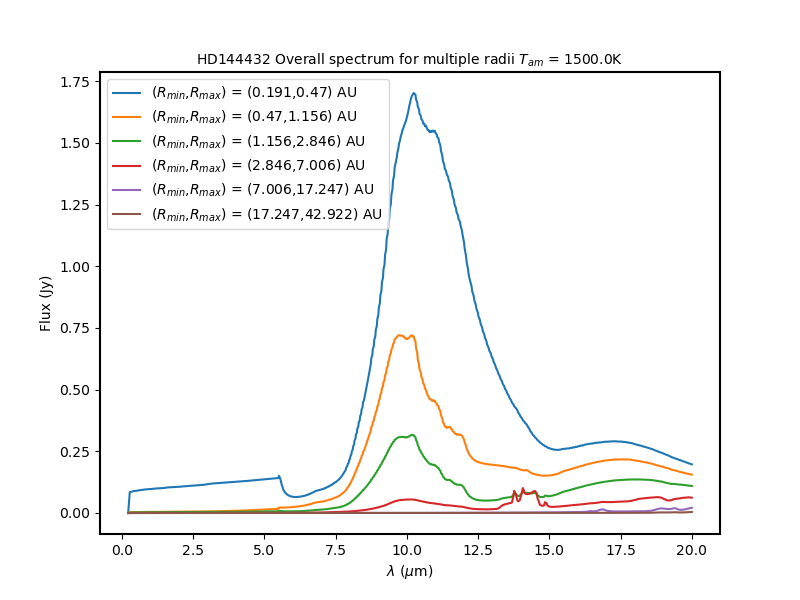 HD144432 Overall spectrum for multiple radii T_am = 1500.0K
(R_min,R_max) = (0.191,0.47) AU
(R_min,R_max) = (0.47,1.156) AU
(R_min,R_max) = (1.156,2.846) AU
(R_min,R_max) = (2.846,7.006) AU
(R_min,R_max) = (7.006,17.247) AU
(R_min,R_max) = (17.247,42.922) AU
1.75
1.50
1.25
1.00
0.75
0.50
0.25
0.00
Flux (Jy)
0.0 2.5 5.0 7.5 10.0 12.5 15.0 17.5 20.0
λ (μm)